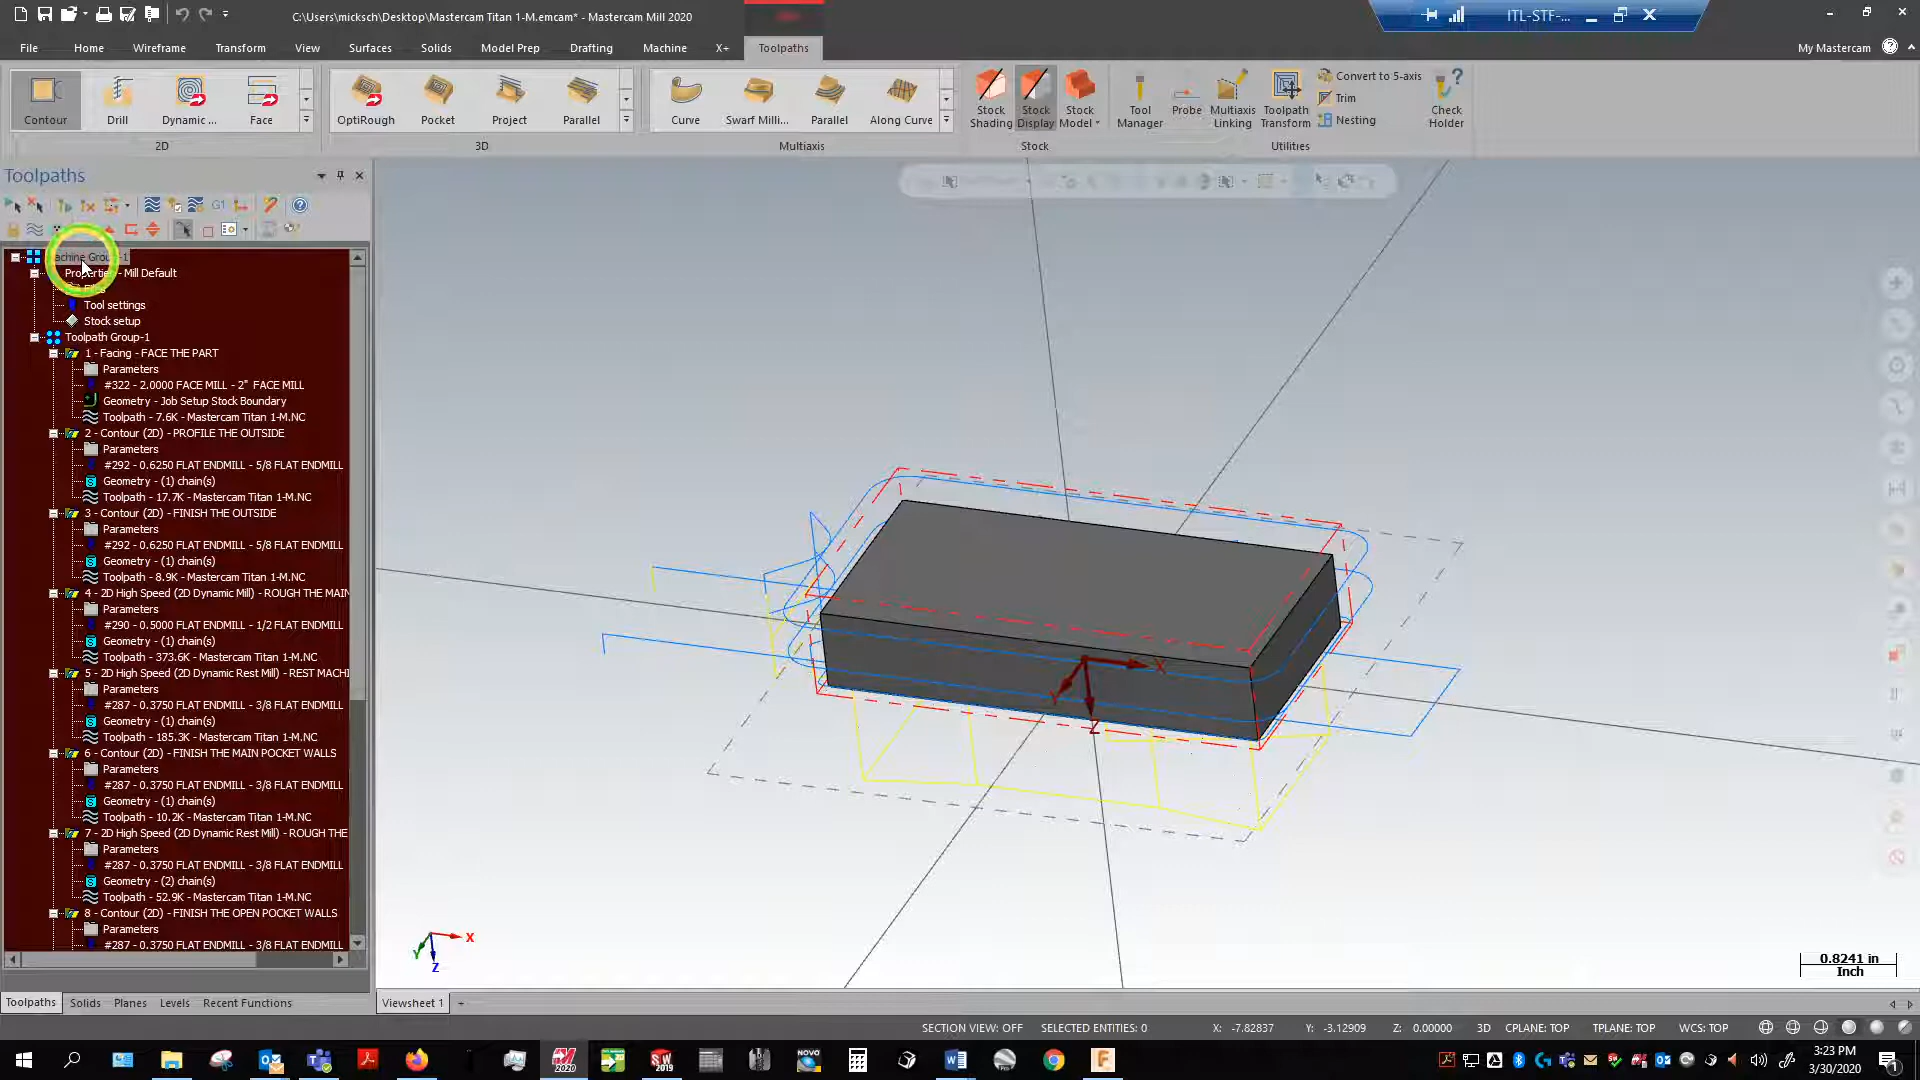 C:\Users\micksch\Desktop\Mastercam Titan 1-M.emcam* - Mastercam Mill 2020
ITL-STF-...
File Home Wireframe Transform View Surfaces Solids Model Prep Drafting Machine X+ Toolpaths My Mastercam
Contour Drill Dynamic ... Face OptiRough Pocket Project Parallel Curve Swarf Milli... Parallel Along Curve Stock Shading Stock Display Stock Model Tool Manager Probe Multiaxis Linking Toolpath Transform Check Holder
Convert to 5-axis
Trim
Nesting
2D 3D Multiaxis Stock Utilities
Toolpaths
G1
achine Group-1
Properties - Mill Default
Files
Tool settings
Stock setup
Toolpath Group-1
1 - Facing - FACE THE PART
Parameters
#322 - 2.0000 FACE MILL - 2" FACE MILL
Geometry - Job Setup Stock Boundary
Toolpath - 7.6K - Mastercam Titan 1-M.NC
2 - Contour (2D) - PROFILE THE OUTSIDE
Parameters
#292 - 0.6250 FLAT ENDMILL - 5/8 FLAT ENDMILL
Geometry - (1) chain(s)
Toolpath - 17.7K - Mastercam Titan 1-M.NC
3 - Contour (2D) - FINISH THE OUTSIDE
Parameters
#292 - 0.6250 FLAT ENDMILL - 5/8 FLAT ENDMILL
Geometry - (1) chain(s)
Toolpath - 8.9K - Mastercam Titan 1-M.NC
4 - 2D High Speed (2D Dynamic Mill) - ROUGH THE MAIN
Parameters
#290 - 0.5000 FLAT ENDMILL - 1/2 FLAT ENDMILL
Geometry - (1) chain(s)
Toolpath - 373.6K - Mastercam Titan 1-M.NC
5 - 2D High Speed (2D Dynamic Rest Mill) - REST MACHI
Parameters
#287 - 0.3750 FLAT ENDMILL - 3/8 FLAT ENDMILL
Geometry - (1) chain(s)
Toolpath - 185.3K - Mastercam Titan 1-M.NC
6 - Contour (2D) - FINISH THE MAIN POCKET WALLS
Parameters
#287 - 0.3750 FLAT ENDMILL - 3/8 FLAT ENDMILL
Geometry - (1) chain(s)
Toolpath - 10.2K - Mastercam Titan 1-M.NC
7 - 2D High Speed (2D Dynamic Rest Mill) - ROUGH THE
Parameters
#287 - 0.3750 FLAT ENDMILL - 3/8 FLAT ENDMILL
Geometry - (2) chain(s)
Toolpath - 52.9K - Mastercam Titan 1-M.NC
8 - Contour (2D) - FINISH THE OPEN POCKET WALLS
Parameters
#287 - 0.3750 FLAT ENDMILL - 3/8 FLAT ENDMILL
X
Y
Z
X
Y
Z
0.8241 in
Inch
Toolpaths Solids Planes Levels Recent Functions Viewsheet 1 +
SECTION VIEW: OFF SELECTED ENTITIES: 0 X: -7.82837 Y: -3.12909 Z: 0.00000 3D CPLANE: TOP TPLANE: TOP WCS: TOP
2020
SW 2019
NOVO
3:23 PM
3/30/2020
1